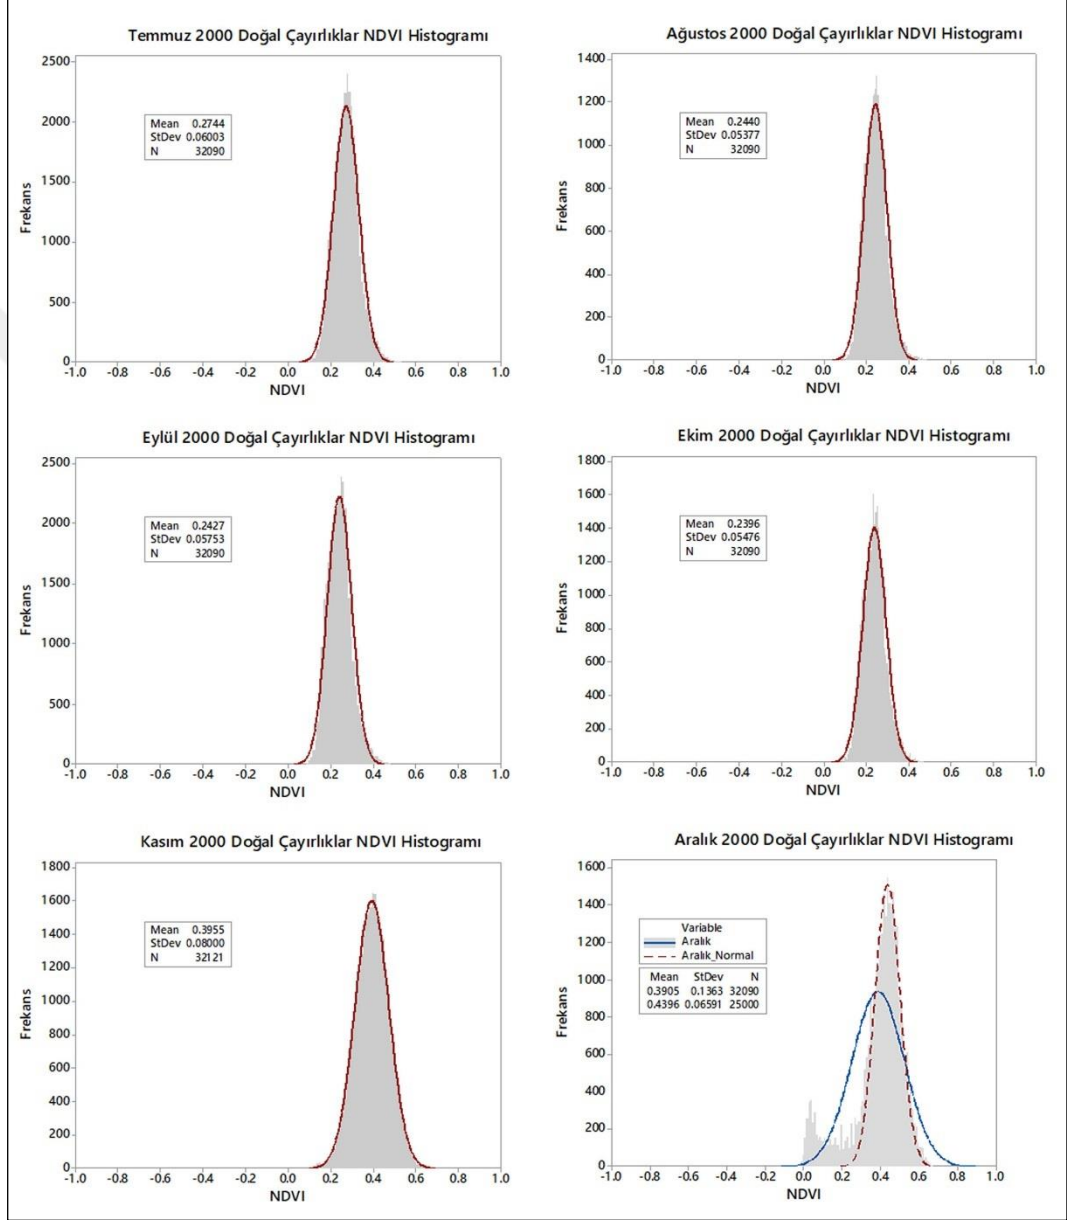 Temmuz 2000 Doğal Çayırlıklar NDVI Histogramı
2500
2000
1500
1000
500
0
Frekans
Mean 0.2744
StDev 0.06003
N 32090
-1.0 -0.8 -0.6 -0.4 -0.2 0.0 0.2 0.4 0.6 0.8 1.0
NDVI
Ağustos 2000 Doğal Çayırlıklar NDVI Histogramı
1400
1200
1000
800
600
400
200
0
Frekans
Mean 0.2440
StDev 0.05377
N 32090
-1.0 -0.8 -0.6 -0.4 -0.2 0.0 0.2 0.4 0.6 0.8 1.0
NDVI
Eylül 2000 Doğal Çayırlıklar NDVI Histogramı
2500
2000
1500
1000
500
0
Frekans
Mean 0.2427
StDev 0.05753
N 32090
-1.0 -0.8 -0.6 -0.4 -0.2 0.0 0.2 0.4 0.6 0.8 1.0
NDVI
Ekim 2000 Doğal Çayırlıklar NDVI Histogramı
1800
1600
1400
1200
1000
800
600
400
200
0
Frekans
Mean 0.2396
StDev 0.05476
N 32090
-1.0 -0.8 -0.6 -0.4 -0.2 0.0 0.2 0.4 0.6 0.8 1.0
NDVI
Kasım 2000 Doğal Çayırlıklar NDVI Histogramı
1800
1600
1400
1200
1000
800
600
400
200
0
Frekans
Mean 0.3955
StDev 0.08000
N 32121
-1.0 -0.8 -0.6 -0.4 -0.2 0.0 0.2 0.4 0.6 0.8 1.0
NDVI
Aralık 2000 Doğal Çayırlıklar NDVI Histogramı
1600
1400
1200
1000
800
600
400
200
0
Frekans
Variable
Aralık
Aralık_Normal
Mean StDev N
0.3905 0.1363 32090
0.4396 0.06591 25000
-1.0 -0.8 -0.6 -0.4 -0.2 0.0 0.2 0.4 0.6 0.8 1.0
NDVI